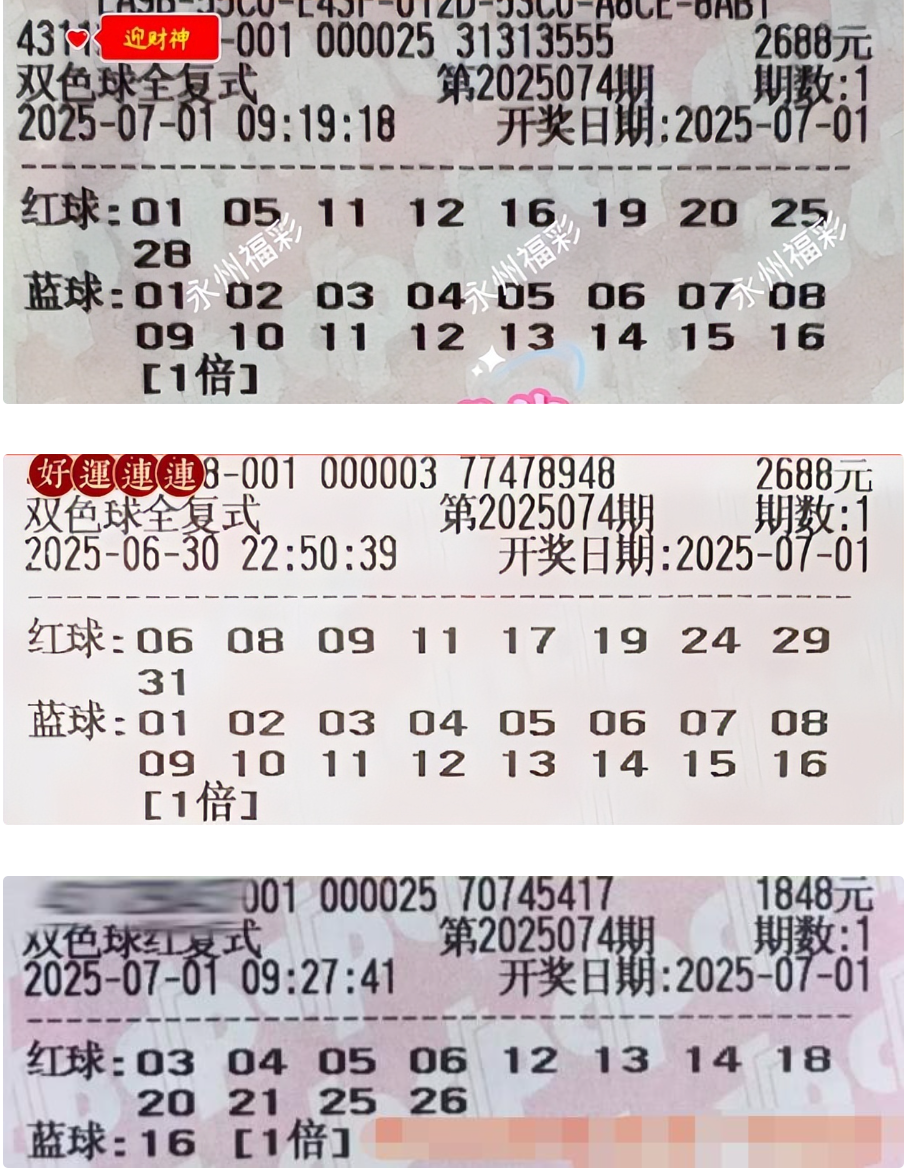 431
迎财神
-001 000025 31313555 2688元
双色球全复式 第2025074期 期数:1
2025-07-01 09:19:18 开奖日期:2025-07-01
红球:01 05 11 12 16 19 20 25
28
蓝球:01 02 03 04 05 06 07 08
09 10 11 12 13 14 15 16
[1倍]
永州福彩 永州福彩 永州福彩
好運連連
8-001 000003 77478948 2688元
双色球全复式 第2025074期 期数:1
2025-06-30 22:50:39 开奖日期:2025-07-01
红球:06 08 09 11 17 19 24 29
31
蓝球:01 02 03 04 05 06 07 08
09 10 11 12 13 14 15 16
[1倍]
001 000025 70745417 1848元
双色球红复式 第2025074期 期数:1
2025-07-01 09:27:41 开奖日期:2025-07-01
红球:03 04 05 06 12 13 14 18
20 21 25 26
蓝球:16 [1倍]